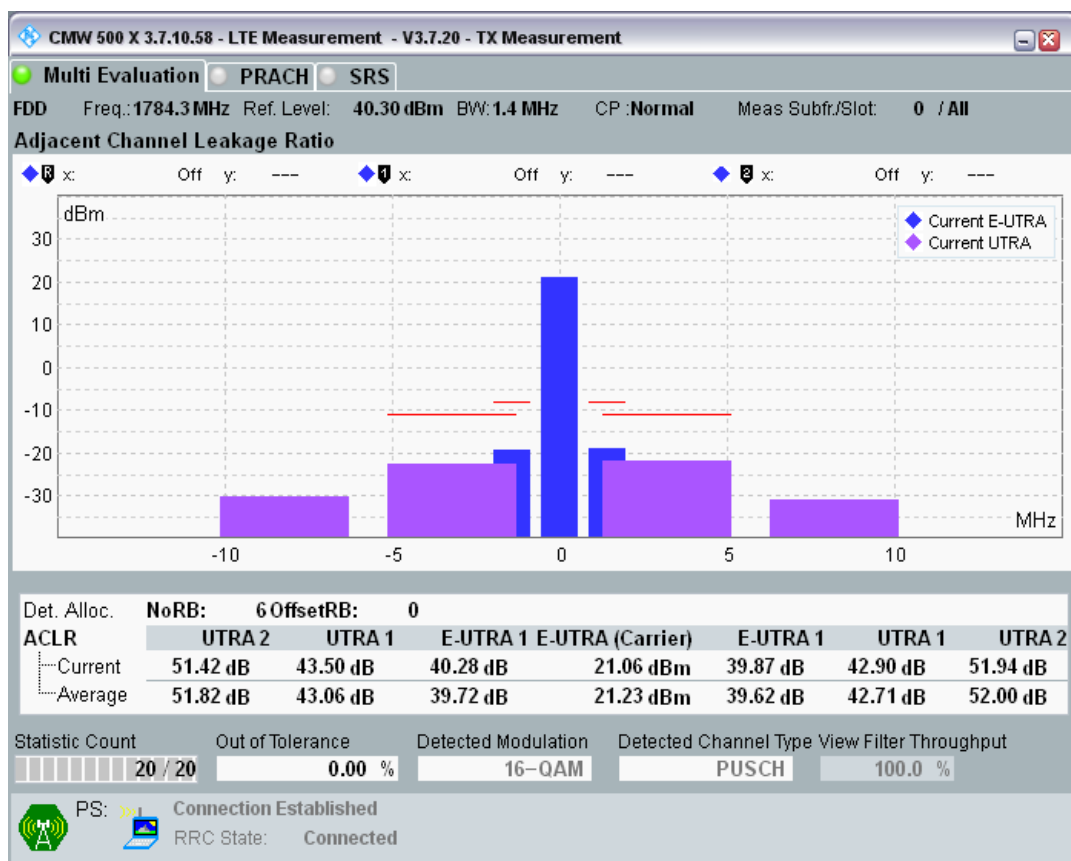 CMW 500 X 3.7.10.58 - LTE Measurement - V3.7.20 - TX Measurement
Multi Evaluation PRACH SRS
FDD Freq.: 1784.3 MHz Ref. Level: 40.30 dBm BW: 1.4 MHz CP : Normal Meas Subfr./Slot: 0 / All
Adjacent Channel Leakage Ratio
R x: Off y: --- 1 x: Off y: --- 2 x: Off y: ---
dBm
Current E-UTRA
Current UTRA
30
20
10
0
-10
-20
-30
MHz
-10 -5 0 5 10
Det. Alloc. NoRB: 6 OffsetRB: 0
ACLR UTRA 2 UTRA 1 E-UTRA 1 E-UTRA (Carrier) E-UTRA 1 UTRA 1 UTRA 2
Current 51.42 dB 43.50 dB 40.28 dB 21.06 dBm 39.87 dB 42.90 dB 51.94 dB
Average 51.82 dB 43.06 dB 39.72 dB 21.23 dBm 39.62 dB 42.71 dB 52.00 dB
Statistic Count Out of Tolerance Detected Modulation Detected Channel Type View Filter Throughput
20 / 20 0.00 % 16-QAM PUSCH 100.0 %
PS: Connection Established
RRC State: Connected